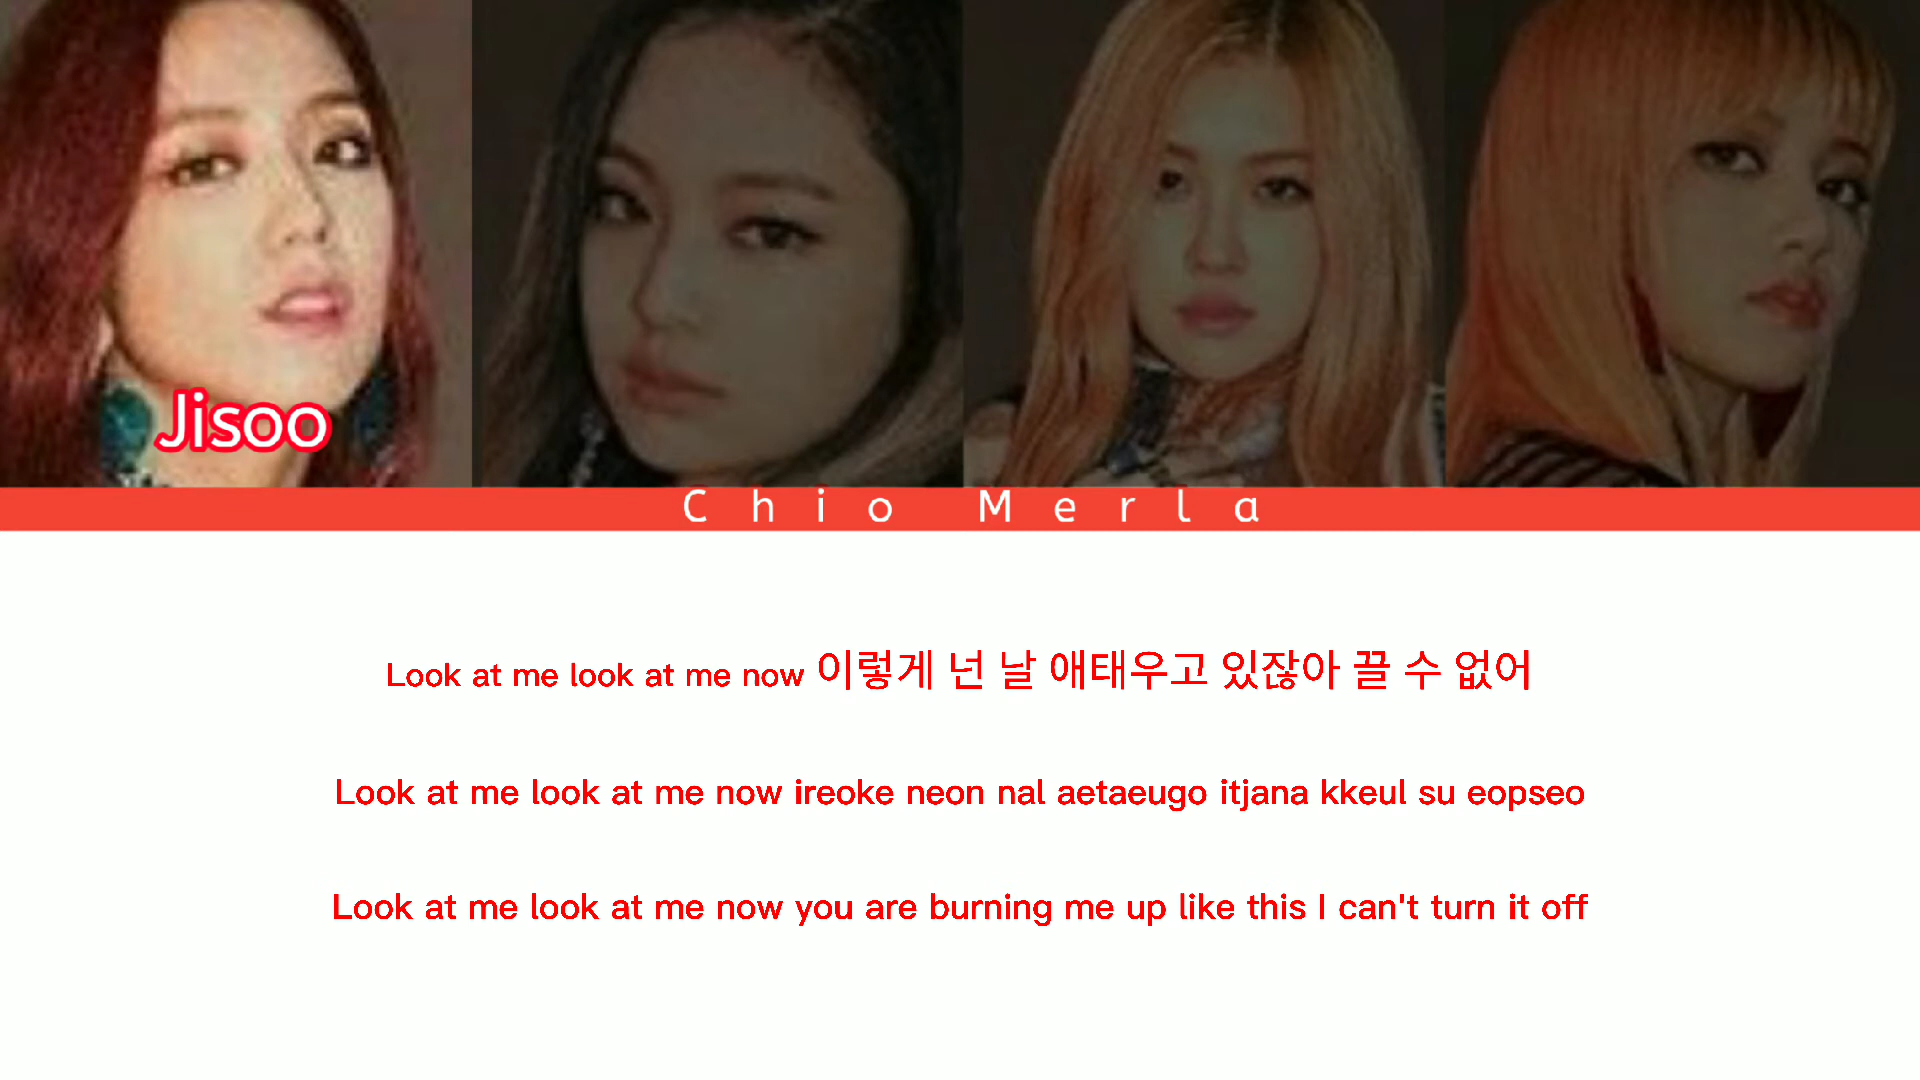 Jisoo
Chio Merla
Look at me look at me now 이렇게 넌 날 애태우고 있잖아 끌 수 없어
Look at me look at me now ireoke neon nal aetaeugo itjana kkeul su eopseo
Look at me look at me now you are burning me up like this I can't turn it off